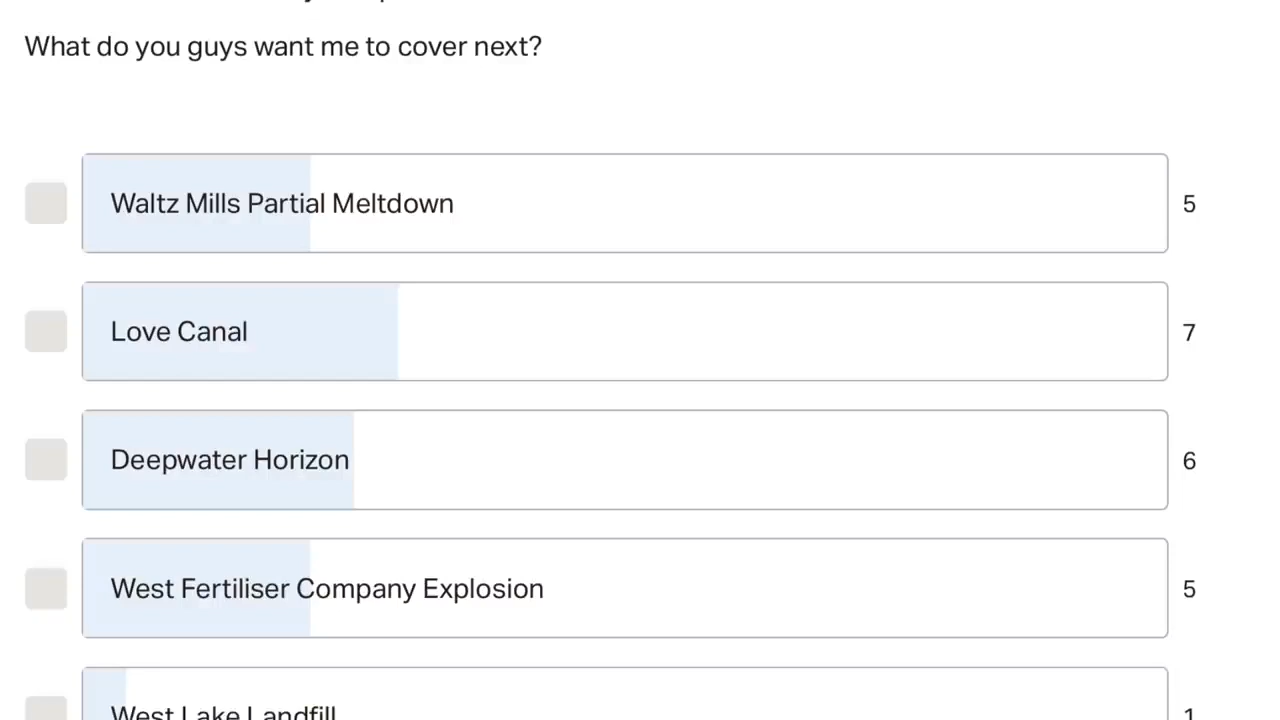 What do you guys want me to cover next?
Waltz Mills Partial Meltdown 5
Love Canal 7
Deepwater Horizon 6
West Fertiliser Company Explosion 5
West Lake Landfill 1